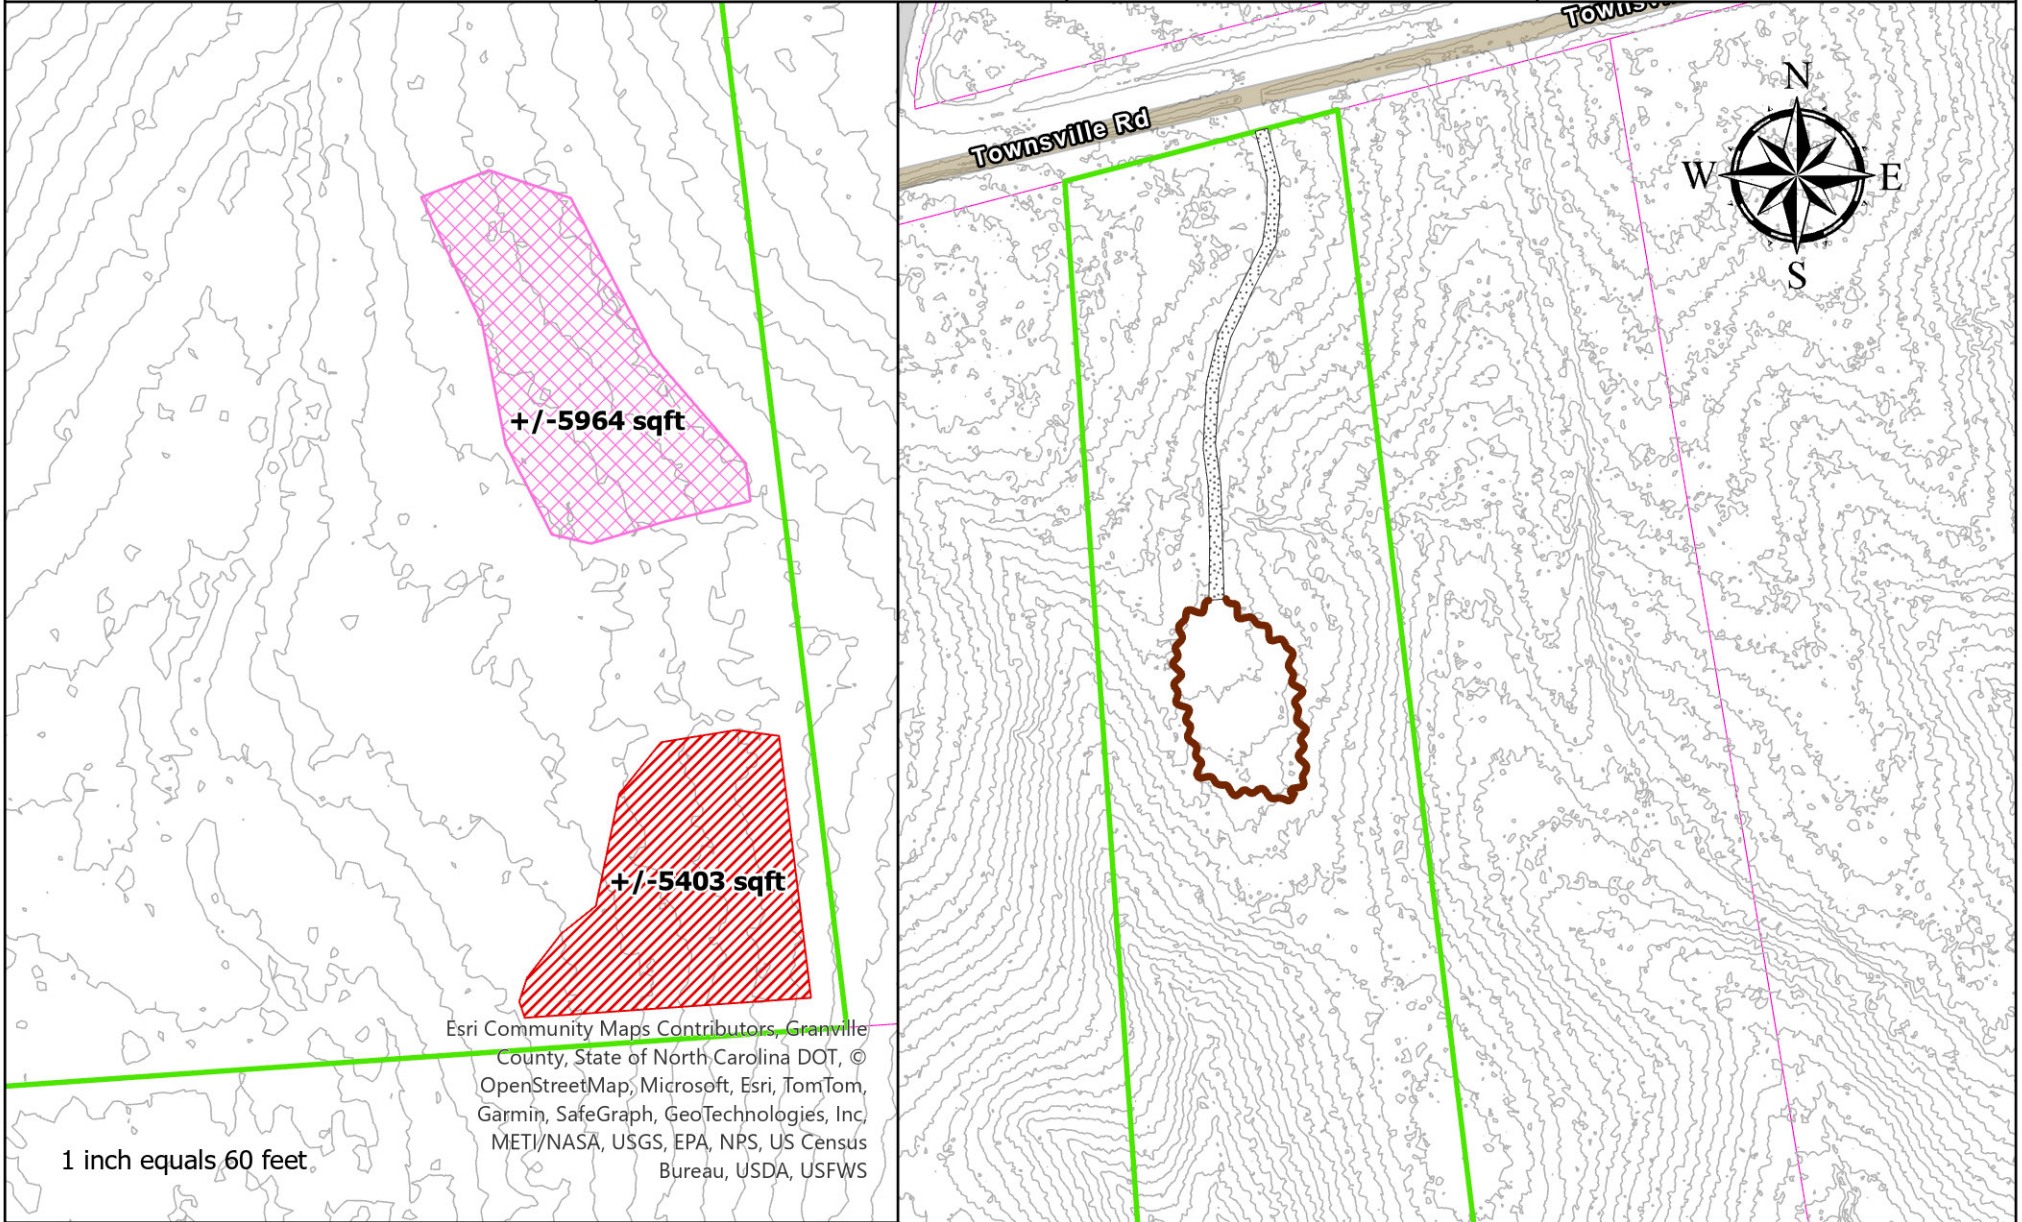 +/-5964 sqft
+/-5403 sqft
Esri Community Maps Contributors, Granville
County, State of North Carolina DOT, ©
OpenStreetMap, Microsoft, Esri, TomTom,
Garmin, SafeGraph, GeoTechnologies, Inc,
METI/NASA, USGS, EPA, NPS, US Census
Bureau, USDA, USFWS
1 inch equals 60 feet
Townsville Rd
N
W
E
S